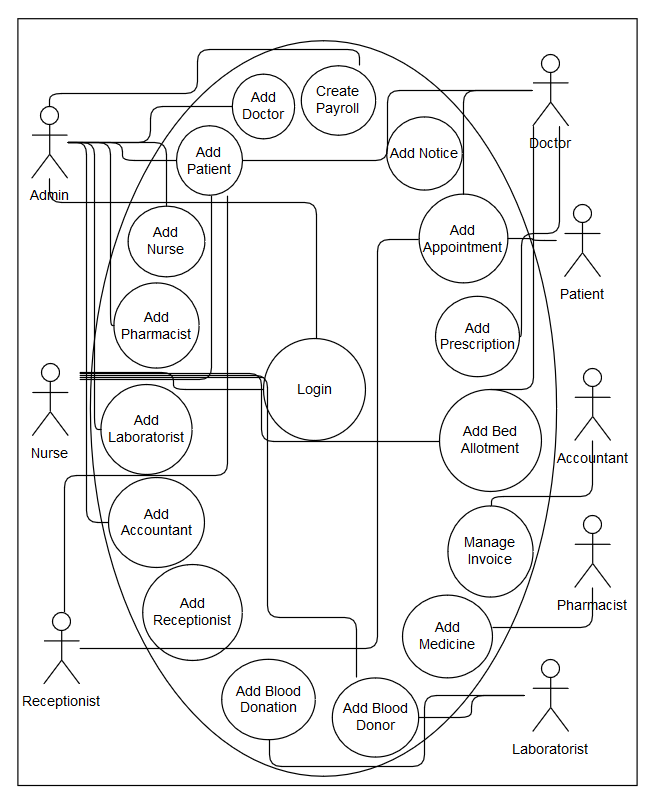 Create
Payroll
Add
Doctor
Admin
Add
Patient
Add Notice
Doctor
Add
Nurse
Add
Appointment
Patient
Add
Pharmacist
Add
Prescription
Login
Nurse
Add
Laboratorist
Add Bed
Allotment
Accountant
Add
Accountant
Manage
Invoice
Add
Receptionist
Pharmacist
Add
Medicine
Receptionist
Add Blood
Donation
Add Blood
Donor
Laboratorist